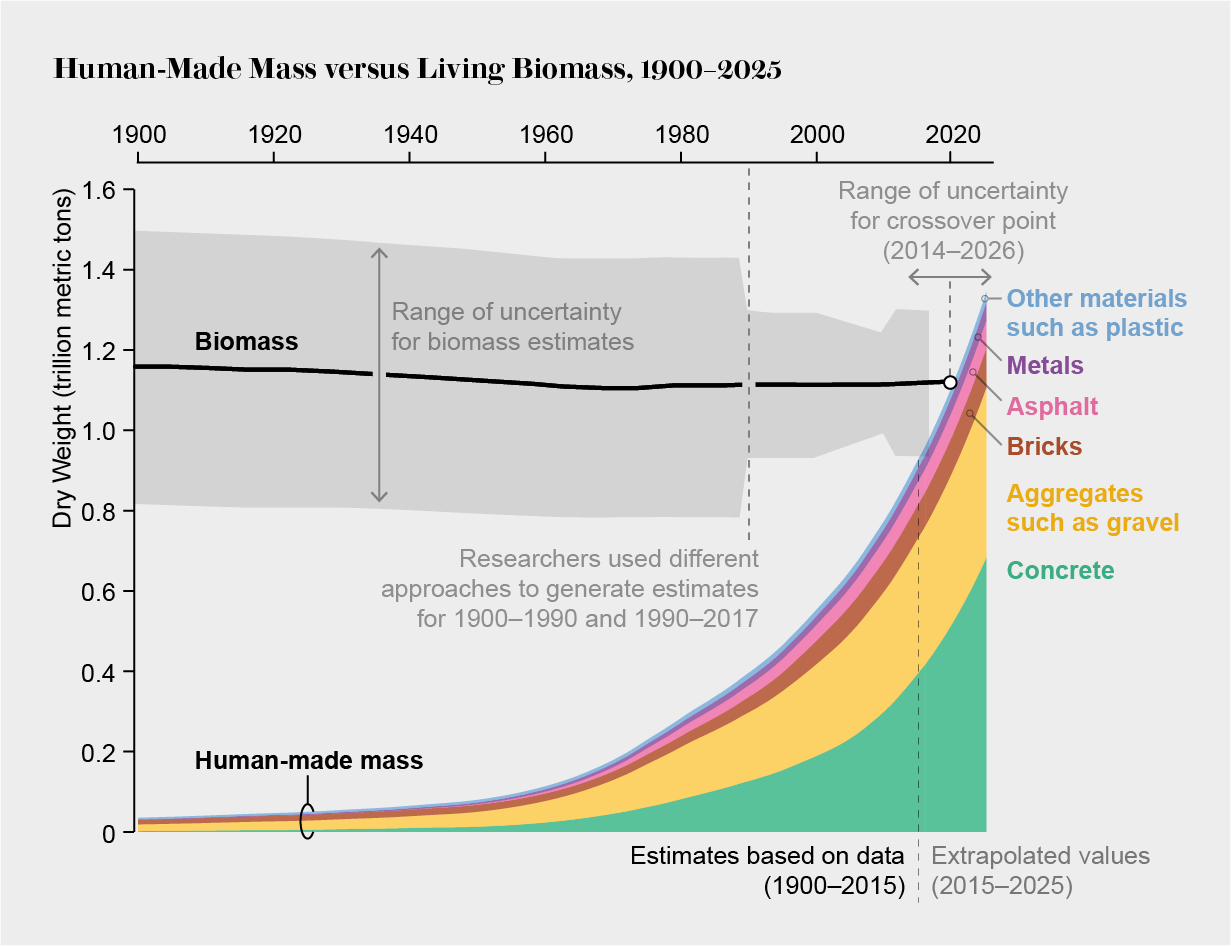 Human-Made Mass versus Living Biomass, 1900–2025
1900 1920 1940 1960 1980 2000 2020
Dry Weight (trillion metric tons)
1.6
1.4
1.2
1.0
0.8
0.6
0.4
0.2
0
Range of uncertainty
for crossover point
(2014–2026)
Biomass
Range of uncertainty
for biomass estimates
Other materials
such as plastic
Metals
Asphalt
Bricks
Aggregates
such as gravel
Concrete
Researchers used different
approaches to generate estimates
for 1900–1990 and 1990–2017
Human-made mass
Estimates based on data
(1900–2015)
Extrapolated values
(2015–2025)